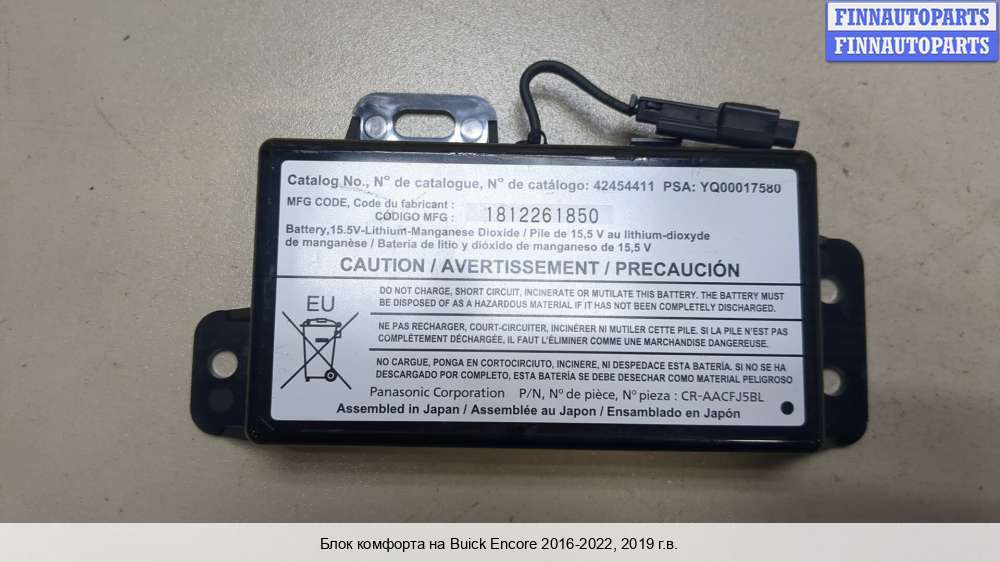 FINNAUTOPARTS
FINNAUTOPARTS
Catalog No., N° de catalogue, N° de catálogo: 42454411 PSA: YQ00017580
MFG CODE, Code du fabricant :
CÓDIGO MFG : 1812261850
Battery,15.5V-Lithium-Manganese Dioxide / Pile de 15,5 V au lithium-dioxyde
de manganèse / Batería de litio y dióxido de manganeso de 15,5 V
CAUTION / AVERTISSEMENT / PRECAUCIÓN
EU
DO NOT CHARGE, SHORT CIRCUIT, INCINERATE OR MUTILATE THIS BATTERY. THE BATTERY MUST
BE DISPOSED OF AS A HAZARDOUS MATERIAL IF IT HAS NOT BEEN COMPLETELY DISCHARGED.
NE PAS RECHARGER, COURT-CIRCUITER, INCINÉRER NI MUTILER CETTE PILE. SI LA PILE N'EST PAS
COMPLÉTEMENT DÉCHARGÉE, IL FAUT L'ÉLIMINER COMME UNE MARCHANDISE DANGEREUSE.
NO CARGUE, PONGA EN CORTOCIRCIUTO, INCINERE, NI DESPEDACE ESTA BATERÍA. SI NO SE HA
DESCARGADO POR COMPLETO, ESTA BATERÍA SE DEBE DESECHAR COMO MATERIAL PELIGROSO
Panasonic Corporation P/N, N° de pièce, N° pieza : CR-AACFJ5BL
Assembled in Japan / Assemblée au Japon / Ensamblado en Japón
Блок комфорта на Buick Encore 2016-2022, 2019 г.в.